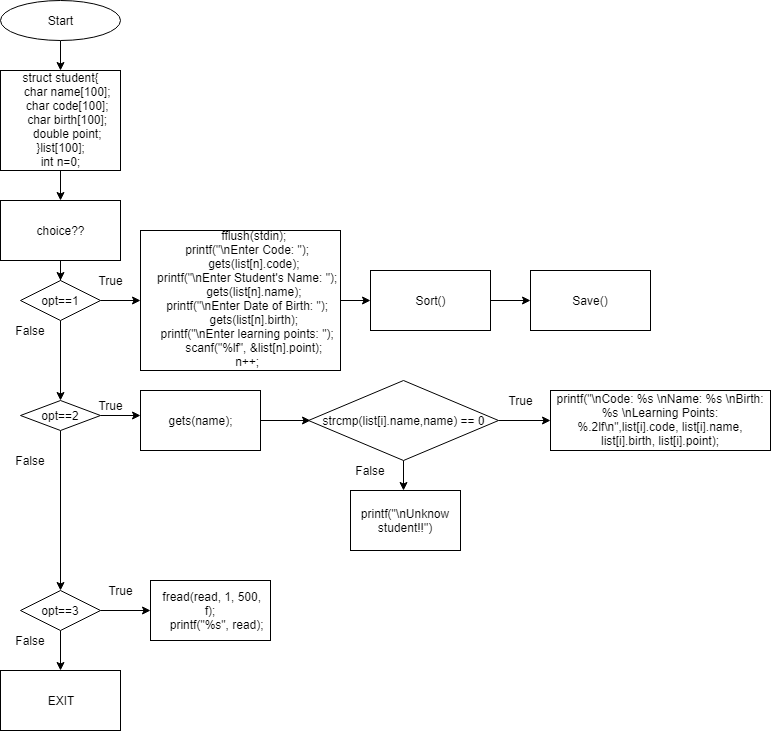 Start
struct student{
char name[100];
char code[100];
char birth[100];
double point;
}list[100];
int n=0;
choice??
opt==1
True
False
fflush(stdin);
printf("\nEnter Code: ");
gets(list[n].code);
printf("\nEnter Student's Name: ");
gets(list[n].name);
printf("\nEnter Date of Birth: ");
gets(list[n].birth);
printf("\nEnter learning points: ");
scanf("%lf", &list[n].point);
n++;
Sort()
Save()
opt==2
True
False
gets(name);
strcmp(list[i].name,name) == 0
True
False
printf("\nCode: %s \nName: %s \nBirth:
%s \nLearning Points:
%.2lf\n",list[i].code, list[i].name,
list[i].birth, list[i].point);
printf("\nUnknow
student!!")
opt==3
True
False
fread(read, 1, 500,
f);
printf("%s", read);
EXIT